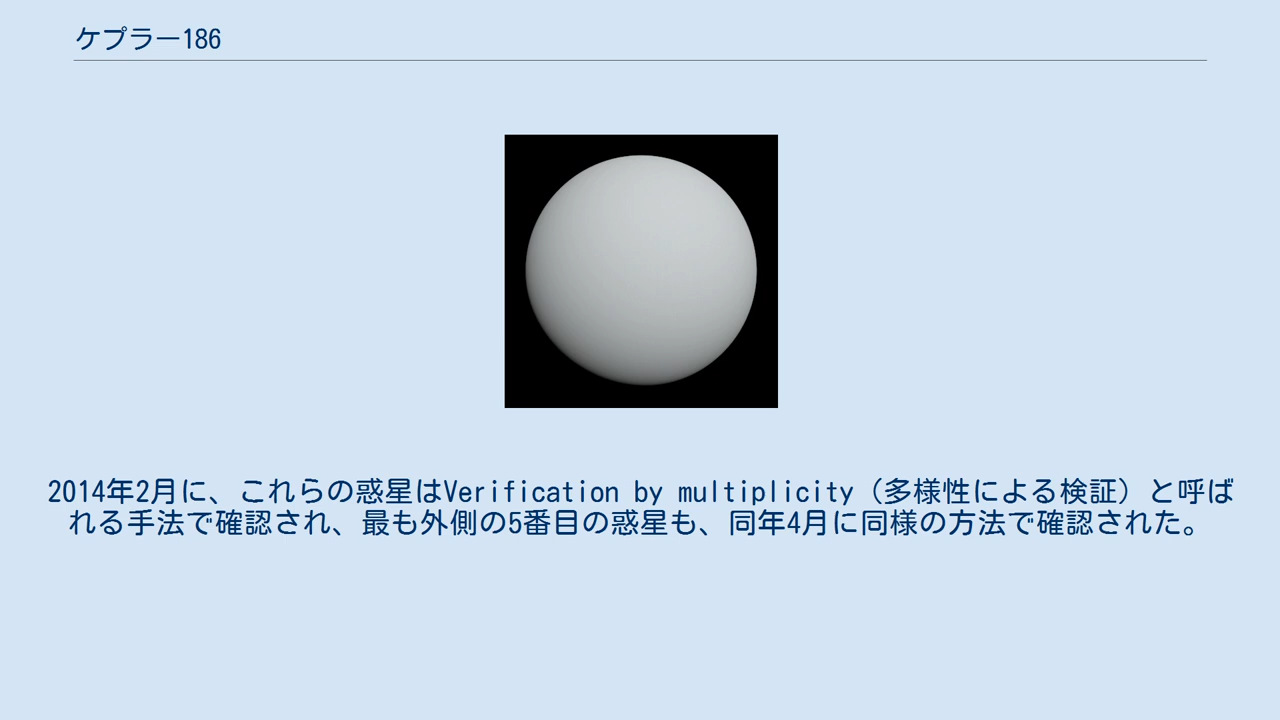 ケプラー186
2014年2月に、これらの惑星はVerification by multiplicity（多様性による検証）と呼ば
れる手法で確認され、最も外側の5番目の惑星も、同年4月に同様の方法で確認された。